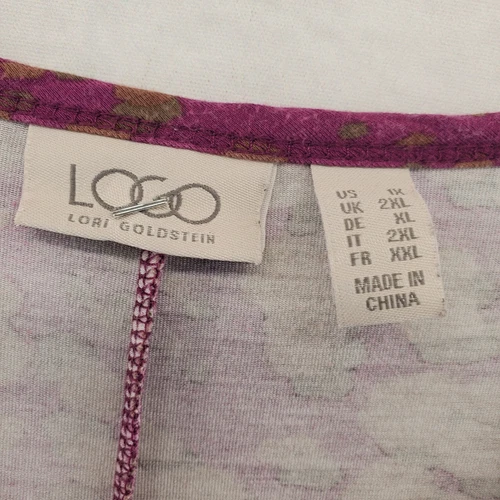 LOGO
LORI GOLDSTEIN
US 1X
UK 2XL
DE XL
IT 2XL
FR XXL
MADE IN
CHINA